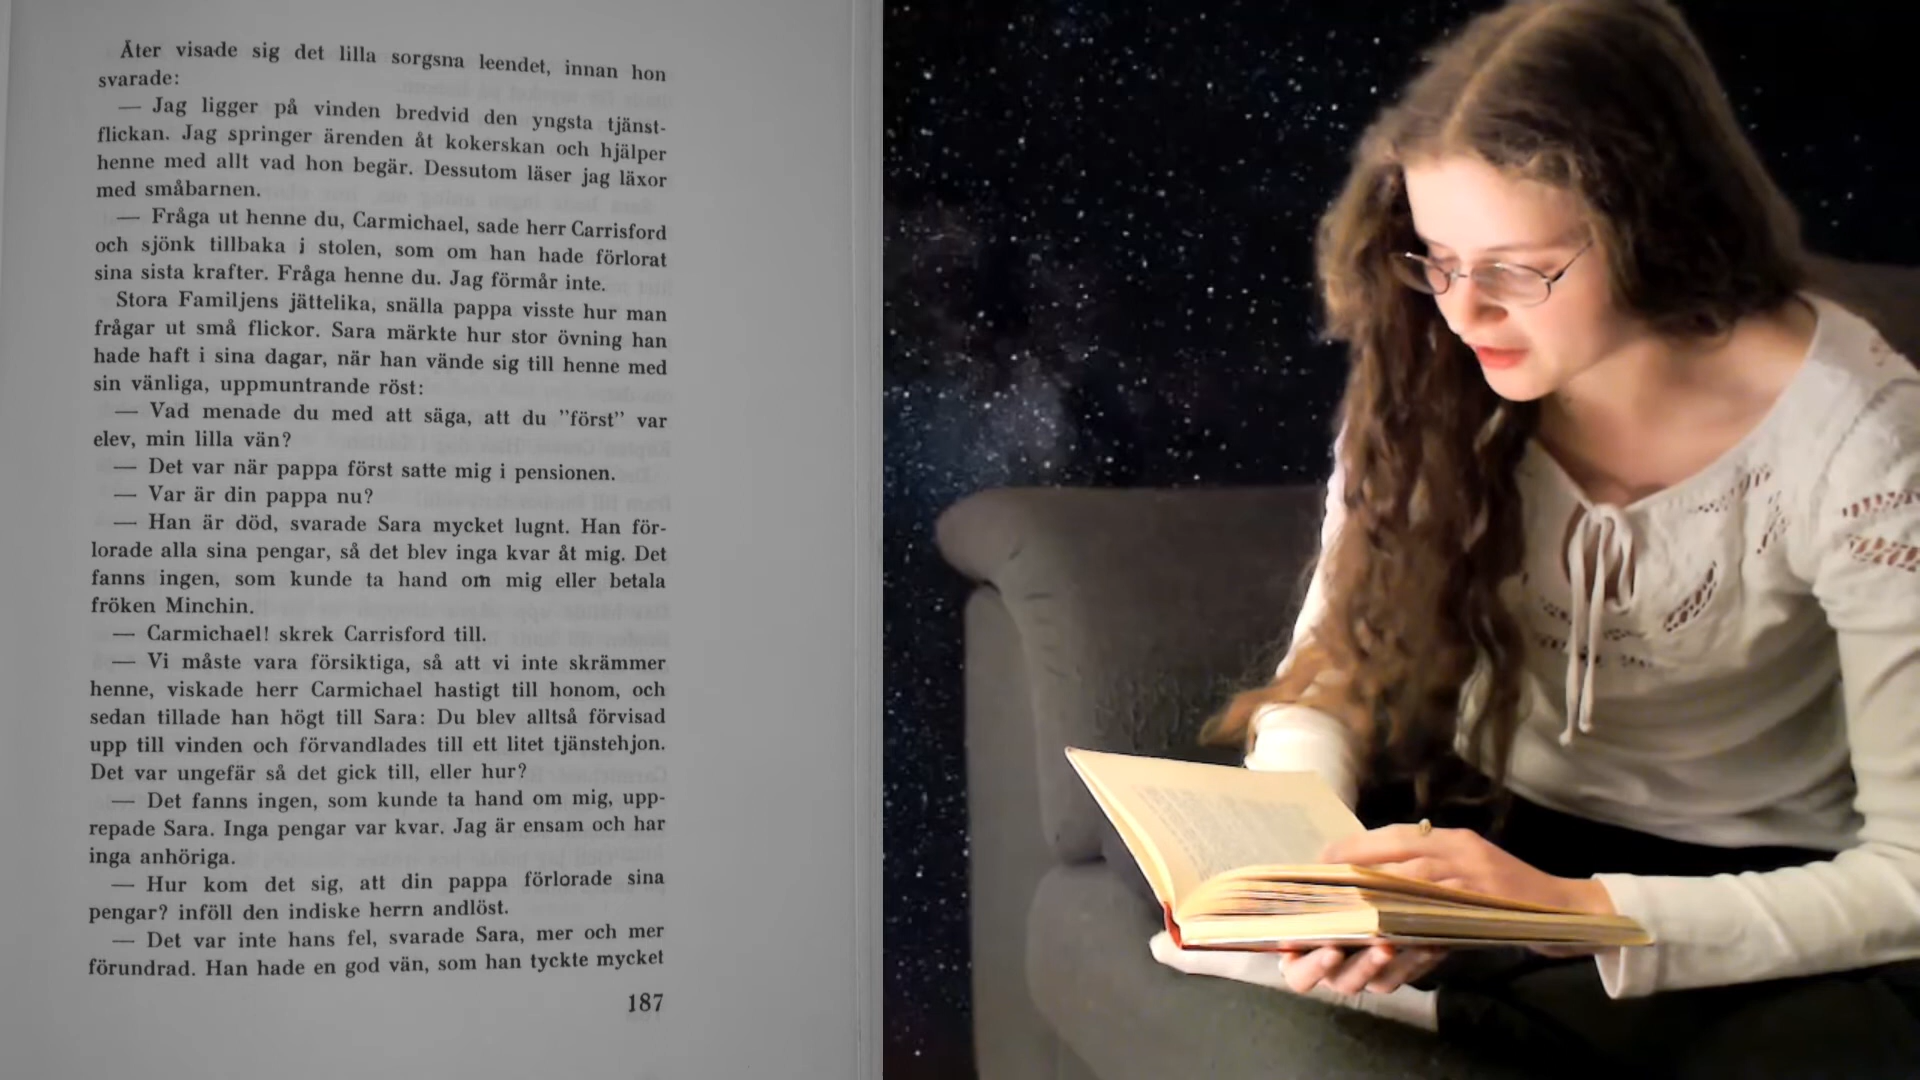 Åter visade sig det lilla sorgsna leendet, innan hon
svarade:
— Jag ligger på vinden bredvid den yngsta tjänst-
flickan. Jag springer ärenden åt kokerskan och hjälper
henne med allt vad hon begär. Dessutom läser jag läxor
med småbarnen.
— Fråga ut henne du, Carmichael, sade herr Carrisford
och sjönk tillbaka i stolen, som om han hade förlorat
sina sista krafter. Fråga henne du. Jag förmår inte.
Stora Familjens jättelika, snälla pappa visste hur man
frågar ut små flickor. Sara märkte hur stor övning han
hade haft i sina dagar, när han vände sig till henne med
sin vänliga, uppmuntrande röst:
— Vad menade du med att säga, att du ”först” var
elev, min lilla vän?
— Det var när pappa först satte mig i pensionen.
— Var är din pappa nu?
— Han är död, svarade Sara mycket lugnt. Han för-
lorade alla sina pengar, så det blev inga kvar åt mig. Det
fanns ingen, som kunde ta hand om mig eller betala
fröken Minchin.
— Carmichael! skrek Carrisford till.
— Vi måste vara försiktiga, så att vi inte skrämmer
henne, viskade herr Carmichael hastigt till honom, och
sedan tillade han högt till Sara: Du blev alltså förvisad
upp till vinden och förvandlades till ett litet tjänstehjon.
Det var ungefär så det gick till, eller hur?
— Det fanns ingen, som kunde ta hand om mig, upp-
repade Sara. Inga pengar var kvar. Jag är ensam och har
inga anhöriga.
— Hur kom det sig, att din pappa förlorade sina
pengar? inföll den indiske herrn andlöst.
— Det var inte hans fel, svarade Sara, mer och mer
förundrad. Han hade en god vän, som han tyckte mycket
187